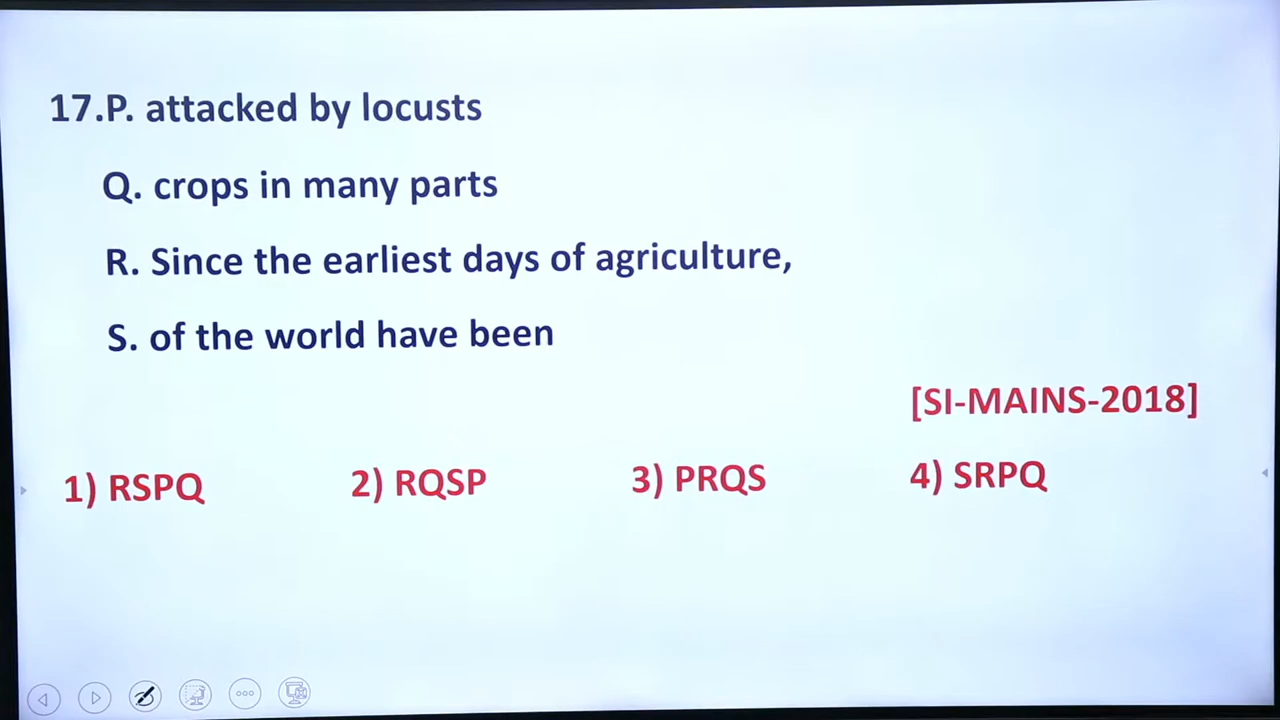 17.P. attacked by locusts
Q. crops in many parts
R. Since the earliest days of agriculture,
S. of the world have been
[SI-MAINS-2018]
1) RSPQ 2) RQSP 3) PRQS 4) SRPQ